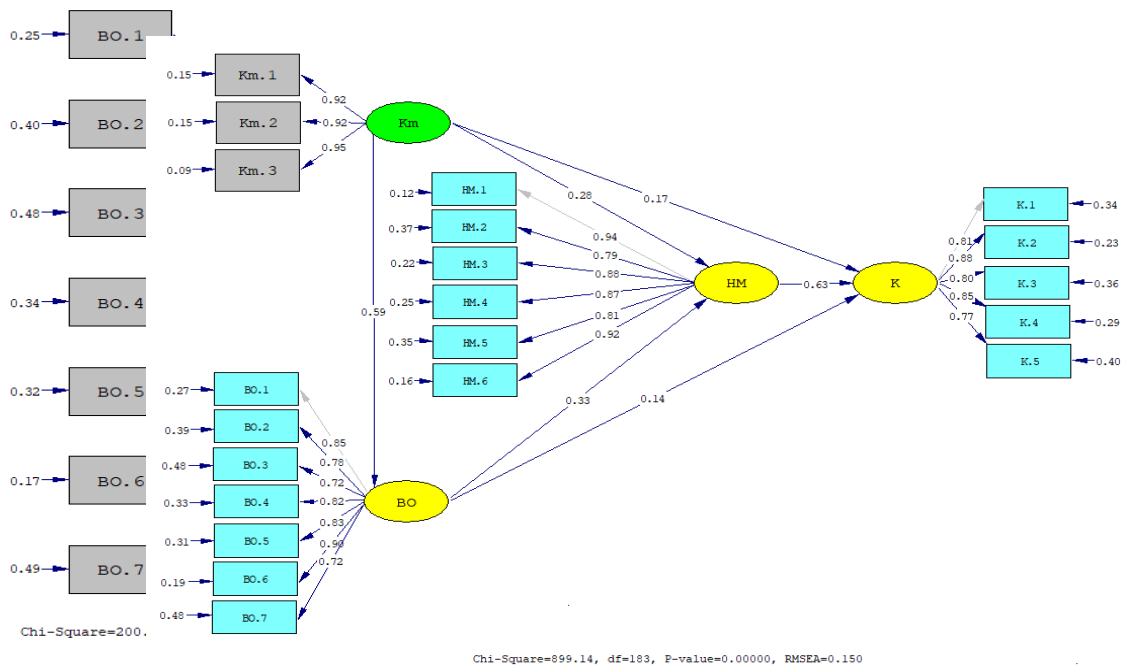 0.25 BO.1
0.40 BO.2
0.48 BO.3
0.34 BO.4
0.32 BO.5
0.17 BO.6
0.49 BO.7
Chi-Square=200.
0.15 Km.1
0.15 Km.2
0.09 Km.3
0.92
0.92
0.95
Km
0.28
0.17
0.59
0.12 HM.1
0.37 HM.2
0.22 HM.3
0.25 HM.4
0.35 HM.5
0.16 HM.6
0.94
0.79
0.88
0.87
0.81
0.92
HM
0.63
K
0.81
0.88
0.80
0.85
0.77
K.1 0.34
K.2 0.23
K.3 0.36
K.4 0.29
K.5 0.40
0.33
0.14
0.27 BO.1
0.39 BO.2
0.48 BO.3
0.33 BO.4
0.31 BO.5
0.19 BO.6
0.48 BO.7
0.85
0.78
0.72
0.82
0.83
0.90
0.72
BO
Chi-Square=899.14, df=183, P-value=0.00000, RMSEA=0.150